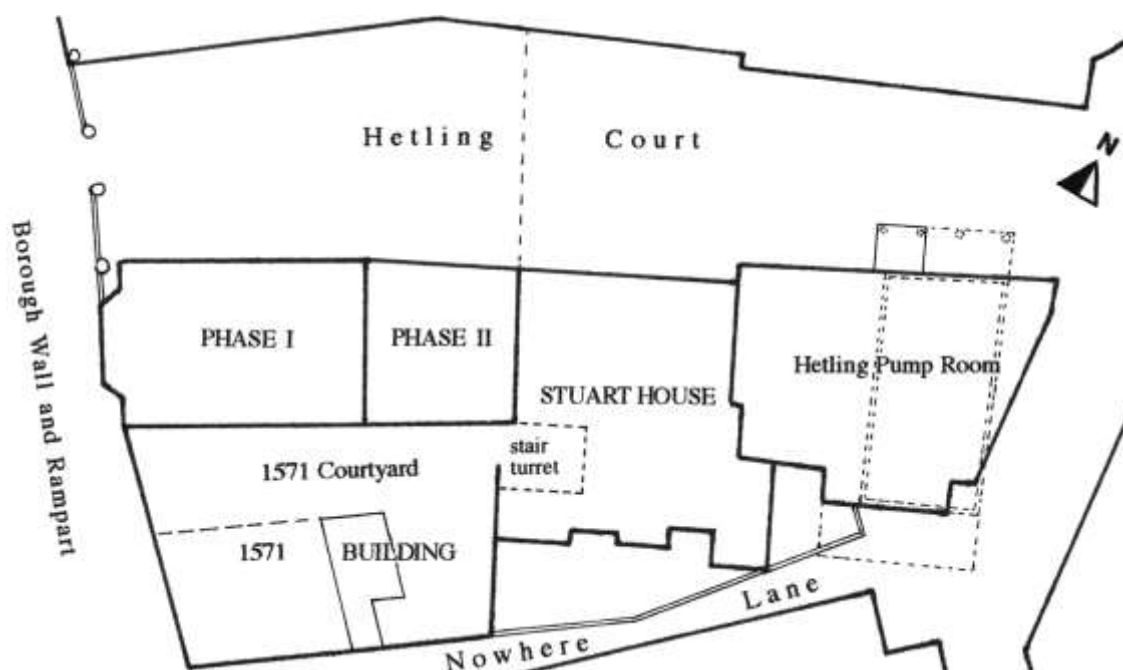 Hetling Court
N
Borough Wall and Rampart
PHASE I
PHASE II
Hetling Pump Room
STUART HOUSE
stair
turret
1571 Courtyard
1571 BUILDING
Nowhere Lane